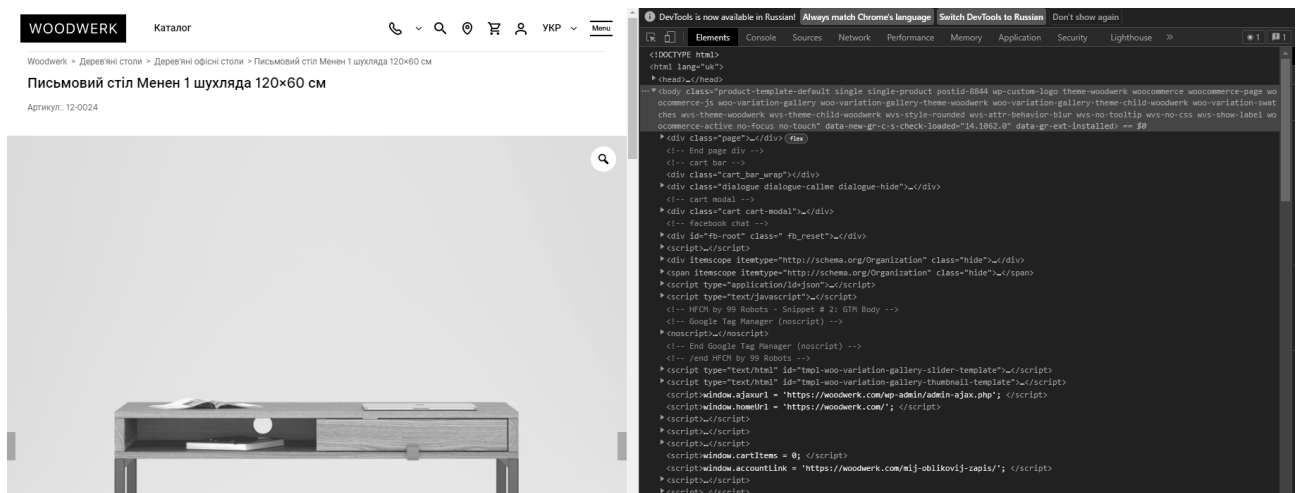 WOODWERK
Каталог
УКР
Menu
Woodwerk > Дерев'яні столи > Дерев'яні офісні столи > Письмовий стіл Менен 1 шухляда 120×60 см
Письмовий стіл Менен 1 шухляда 120×60 см
Артикул:. 12-0024
DevTools is now available in Russian!
Always match Chrome's language
Switch DevTools to Russian
Don't show again
Elements
Console
Sources
Network
Performance
Memory
Application
Security
Lighthouse
»
1
1
<!DOCTYPE html>
<html lang="uk">
<head>…</head>
<body class="product-template-default single single-product postid-8844 wp-custom-logo theme-woodwerk woocommerce woocommerce-page wo
ocommerce-js woo-variation-gallery woo-variation-gallery-theme-woodwerk woo-variation-gallery-theme-child-woodwerk woo-variation-swat
ches wvs-theme-woodwerk wvs-theme-child-woodwerk wvs-style-rounded wvs-attr-behavior-blur wvs-no-tooltip wvs-no-css wvs-show-label wo
ocommerce-active no-focus no-touch" data-new-gr-c-s-check-loaded="14.1062.0" data-gr-ext-installed> == $0
<div class="page">…</div> flex
<!-- End page div -->
<!-- cart bar -->
<div class="cart_bar_wrap"></div>
<div class="dialogue dialogue-callme dialogue-hide">…</div>
<!-- cart modal -->
<div class="cart cart-modal">…</div>
<!-- facebook chat -->
<div id="fb-root" class=" fb_reset">…</div>
<script>…</script>
<div itemscope itemtype="http://schema.org/Organization" class="hide">…</div>
<span itemscope itemtype="http://schema.org/Organization" class="hide">…</span>
<script type="application/ld+json">…</script>
<script type="text/javascript">…</script>
<!-- HFCM by 99 Robots - Snippet # 2: GTM Body -->
<!-- Google Tag Manager (noscript) -->
<noscript>…</noscript>
<!-- End Google Tag Manager (noscript) -->
<!-- /end HFCM by 99 Robots -->
<script type="text/html" id="tmpl-woo-variation-gallery-slider-template">…</script>
<script type="text/html" id="tmpl-woo-variation-gallery-thumbnail-template">…</script>
<script>window.ajaxurl = 'https://woodwerk.com/wp-admin/admin-ajax.php'; </script>
<script>window.homeUrl = 'https://woodwerk.com/'; </script>
<script>…</script>
<script>…</script>
<script>…</script>
<script>window.cartItems = 0; </script>
<script>window.accountLink = 'https://woodwerk.com/mij-oblikovij-zapis/'; </script>
<script>…</script>
<script>…</script>